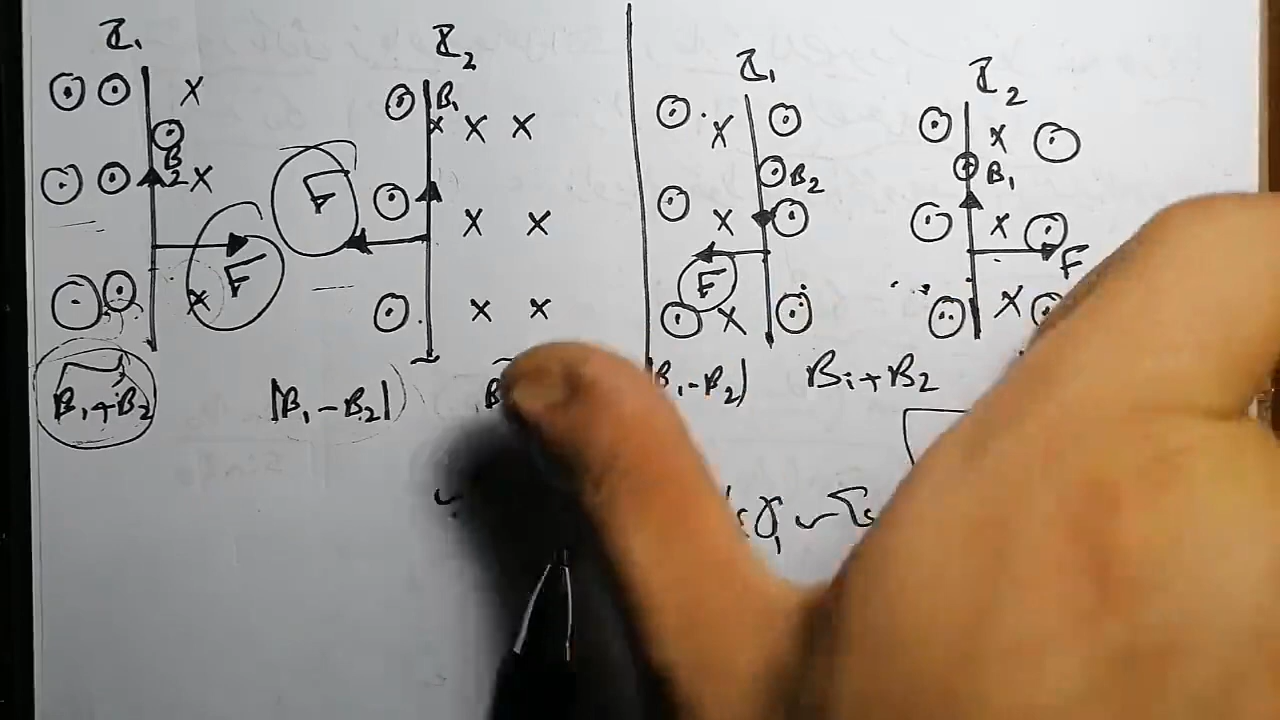 I₁ I₂
B₁
B₂
F F
B₁+B₂ |B₁-B₂|
I₁ I₂
B₂ B₁
F F
|B₁-B₂| B₁+B₂